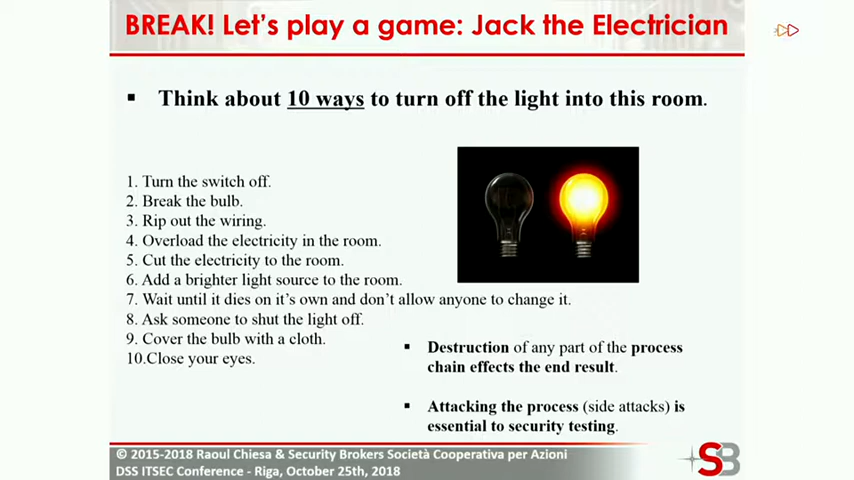 BREAK! Let's play a game: Jack the Electrician
Think about 10 ways to turn off the light into this room.
1. Turn the switch off.
2. Break the bulb.
3. Rip out the wiring.
4. Overload the electricity in the room.
5. Cut the electricity to the room.
6. Add a brighter light source to the room.
7. Wait until it dies on it's own and don't allow anyone to change it.
8. Ask someone to shut the light off.
9. Cover the bulb with a cloth.
10.Close your eyes.
Destruction of any part of the process
chain effects the end result.
Attacking the process (side attacks) is
essential to security testing.
© 2015-2018 Raoul Chiesa & Security Brokers Società Cooperativa per Azioni
DSS ITSEC Conference - Riga, October 25th, 2018
SB